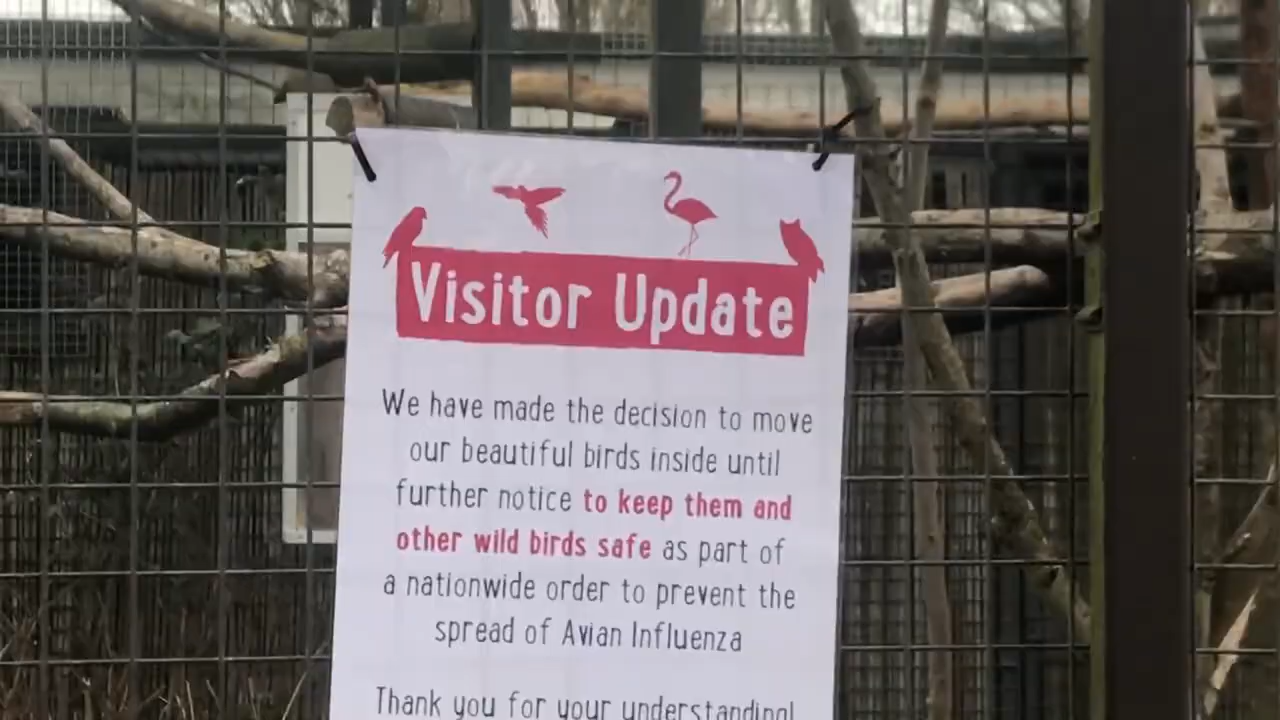 Visitor Update
We have made the decision to move
our beautiful birds inside until
further notice to keep them and
other wild birds safe as part of
a nationwide order to prevent the
spread of Avian Influenza
Thank you for your understanding!